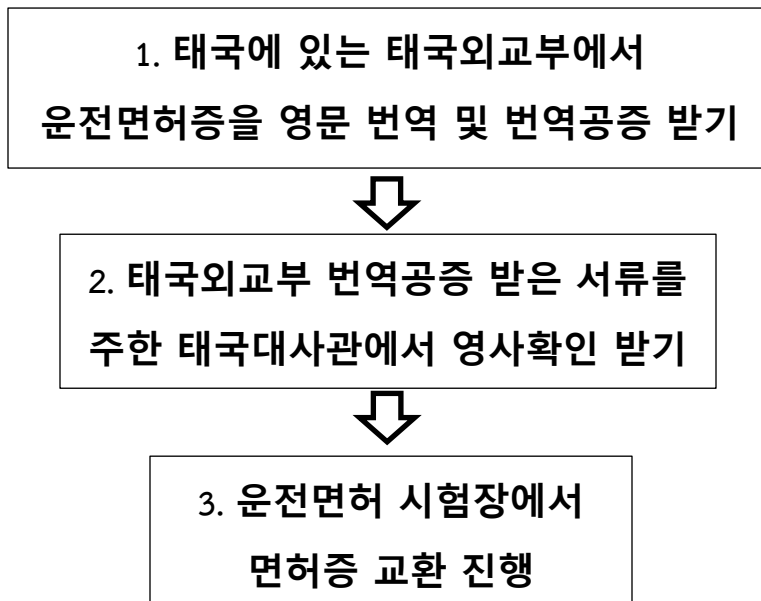 1. 태국에 있는 태국외교부에서
운전면허증을 영문 번역 및 번역공증 받기
2. 태국외교부 번역공증 받은 서류를
주한 태국대사관에서 영사확인 받기
3. 운전면허 시험장에서
면허증 교환 진행